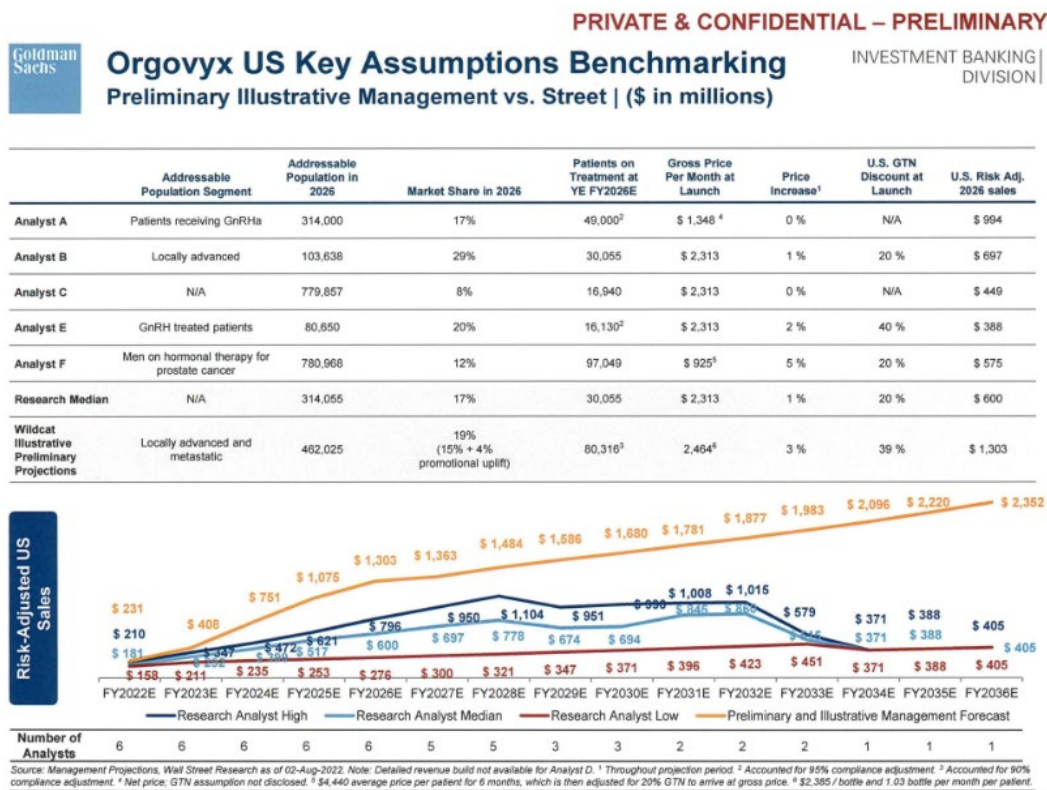 PRIVATE & CONFIDENTIAL – PRELIMINARY
Goldman
Sachs
Orgovyx US Key Assumptions Benchmarking
Preliminary Illustrative Management vs. Street | ($ in millions)
INVESTMENT BANKING
DIVISION
Addressable Population Segment Addressable Population in 2026 Market Share in 2026 Patients on Treatment at YE FY2026E Gross Price Per Month at Launch Price Increase¹ U.S. GTN Discount at Launch U.S. Risk Adj. 2026 sales
Analyst A Patients receiving GnRHa 314,000 17% 49,000² $ 1,348 ⁴ 0 % N/A $ 994
Analyst B Locally advanced 103,638 29% 30,055 $ 2,313 1 % 20 % $ 697
Analyst C N/A 779,857 8% 16,940 $ 2,313 0 % N/A $ 449
Analyst E GnRH treated patients 80,650 20% 16,130² $ 2,313 2 % 40 % $ 388
Analyst F Men on hormonal therapy for prostate cancer 780,968 12% 97,049 $ 925⁵ 5 % 20 % $ 575
Research Median N/A 314,055 17% 30,055 $ 2,313 1 % 20 % $ 600
Wildcat Illustrative Preliminary Projections Locally advanced and metastatic 462,025 19% (15% + 4% promotional uplift) 80,316³ 2,464⁶ 3 % 39 % $ 1,303
Risk-Adjusted US
Sales
$ 231 $ 408 $ 751 $ 1,075 $ 1,303 $ 1,363 $ 1,484 $ 1,586 $ 1,680 $ 1,781 $ 1,877 $ 1,983 $ 2,096 $ 2,220 $ 2,352
$ 210 $ 347 $ 472 $ 621 $ 796 $ 950 $ 1,104 $ 951 $ 990 $ 1,008 $ 1,015 $ 579 $ 371 $ 388 $ 405
$ 181 $ 517 $ 600 $ 697 $ 778 $ 674 $ 694 $ 845 $ 371 $ 388 $ 405
$ 158 $ 211 $ 235 $ 253 $ 276 $ 300 $ 321 $ 347 $ 371 $ 396 $ 423 $ 451 $ 371 $ 388 $ 405
FY2022E FY2023E FY2024E FY2025E FY2026E FY2027E FY2028E FY2029E FY2030E FY2031E FY2032E FY2033E FY2034E FY2035E FY2036E
Research Analyst High Research Analyst Median Research Analyst Low Preliminary and Illustrative Management Forecast
Number of Analysts 6 6 6 6 6 5 5 3 3 2 2 2 1 1 1
Source: Management Projections, Wall Street Research as of 02-Aug-2022. Note: Detailed revenue build not available for Analyst D. ¹ Throughout projection period. ² Accounted for 95% compliance adjustment. ³ Accounted for 90%
compliance adjustment. ⁴ Net price; GTN assumption not disclosed. ⁵ $4,440 average price per patient for 6 months, which is then adjusted for 20% GTN to arrive at gross price. ⁶ $2,385 / bottle and 1.03 bottle per month per patient.